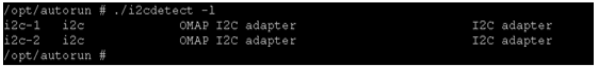 /opt/autorun # ./i2cdetect -l
i2c-1   i2c             OMAP I2C adapter                        I2C adapter
i2c-2   i2c             OMAP I2C adapter                        I2C adapter
/opt/autorun #